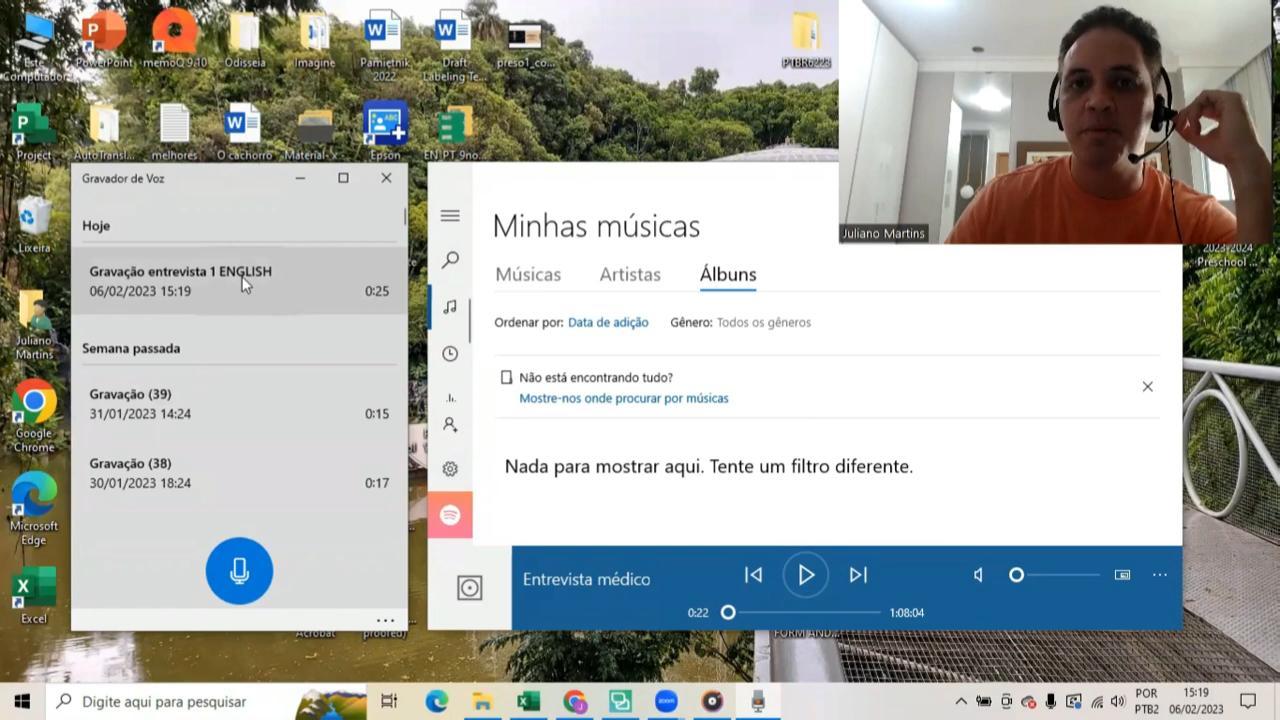 Este
Computador
PowerPoint
memoQ 9.10
Odisseia
Imagine
Pamiętnik
2022
Draft
Labeling Te...
preso1_co...
PTBR6223
Project
AutoTransl...
melhores
O cachorro
Material-x-
Epson
EN_PT_9no...
Lixeira
Juliano
Martins
Google
Chrome
Microsoft
Edge
Excel
Gravador de Voz
Hoje
Gravação entrevista 1 ENGLISH
06/02/2023 15:19
0:25
Semana passada
Gravação (39)
31/01/2023 14:24
0:15
Gravação (38)
30/01/2023 18:24
0:17
...
Acrobat
proofed)
Minhas músicas
Músicas
Artistas
Álbuns
Ordenar por: Data de adição
Gênero: Todos os gêneros
Não está encontrando tudo?
Mostre-nos onde procurar por músicas
Nada para mostrar aqui. Tente um filtro diferente.
Entrevista médico
0:22
1:08:04
...
FORM AND...
Juliano Martins
2023-2024
Preschool ...
Digite aqui para pesquisar
zoom
POR
PTB2
15:19
06/02/2023